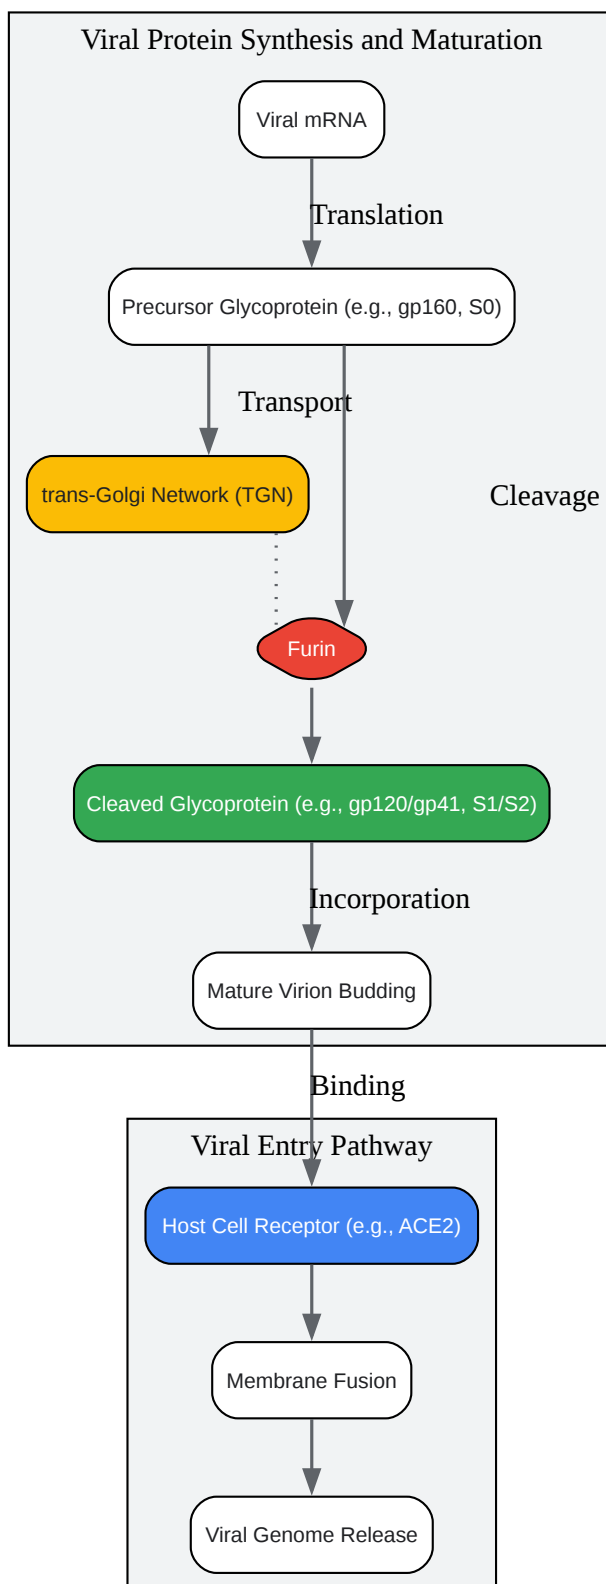 Viral Protein Synthesis and Maturation
Viral mRNA
Translation
Precursor Glycoprotein (e.g., gp160, S0)
Transport
trans-Golgi Network (TGN)
Cleavage
Furin
Cleaved Glycoprotein (e.g., gp120/gp41, S1/S2)
Incorporation
Mature Virion Budding
Binding
Viral Entry Pathway
Host Cell Receptor (e.g., ACE2)
Membrane Fusion
Viral Genome Release